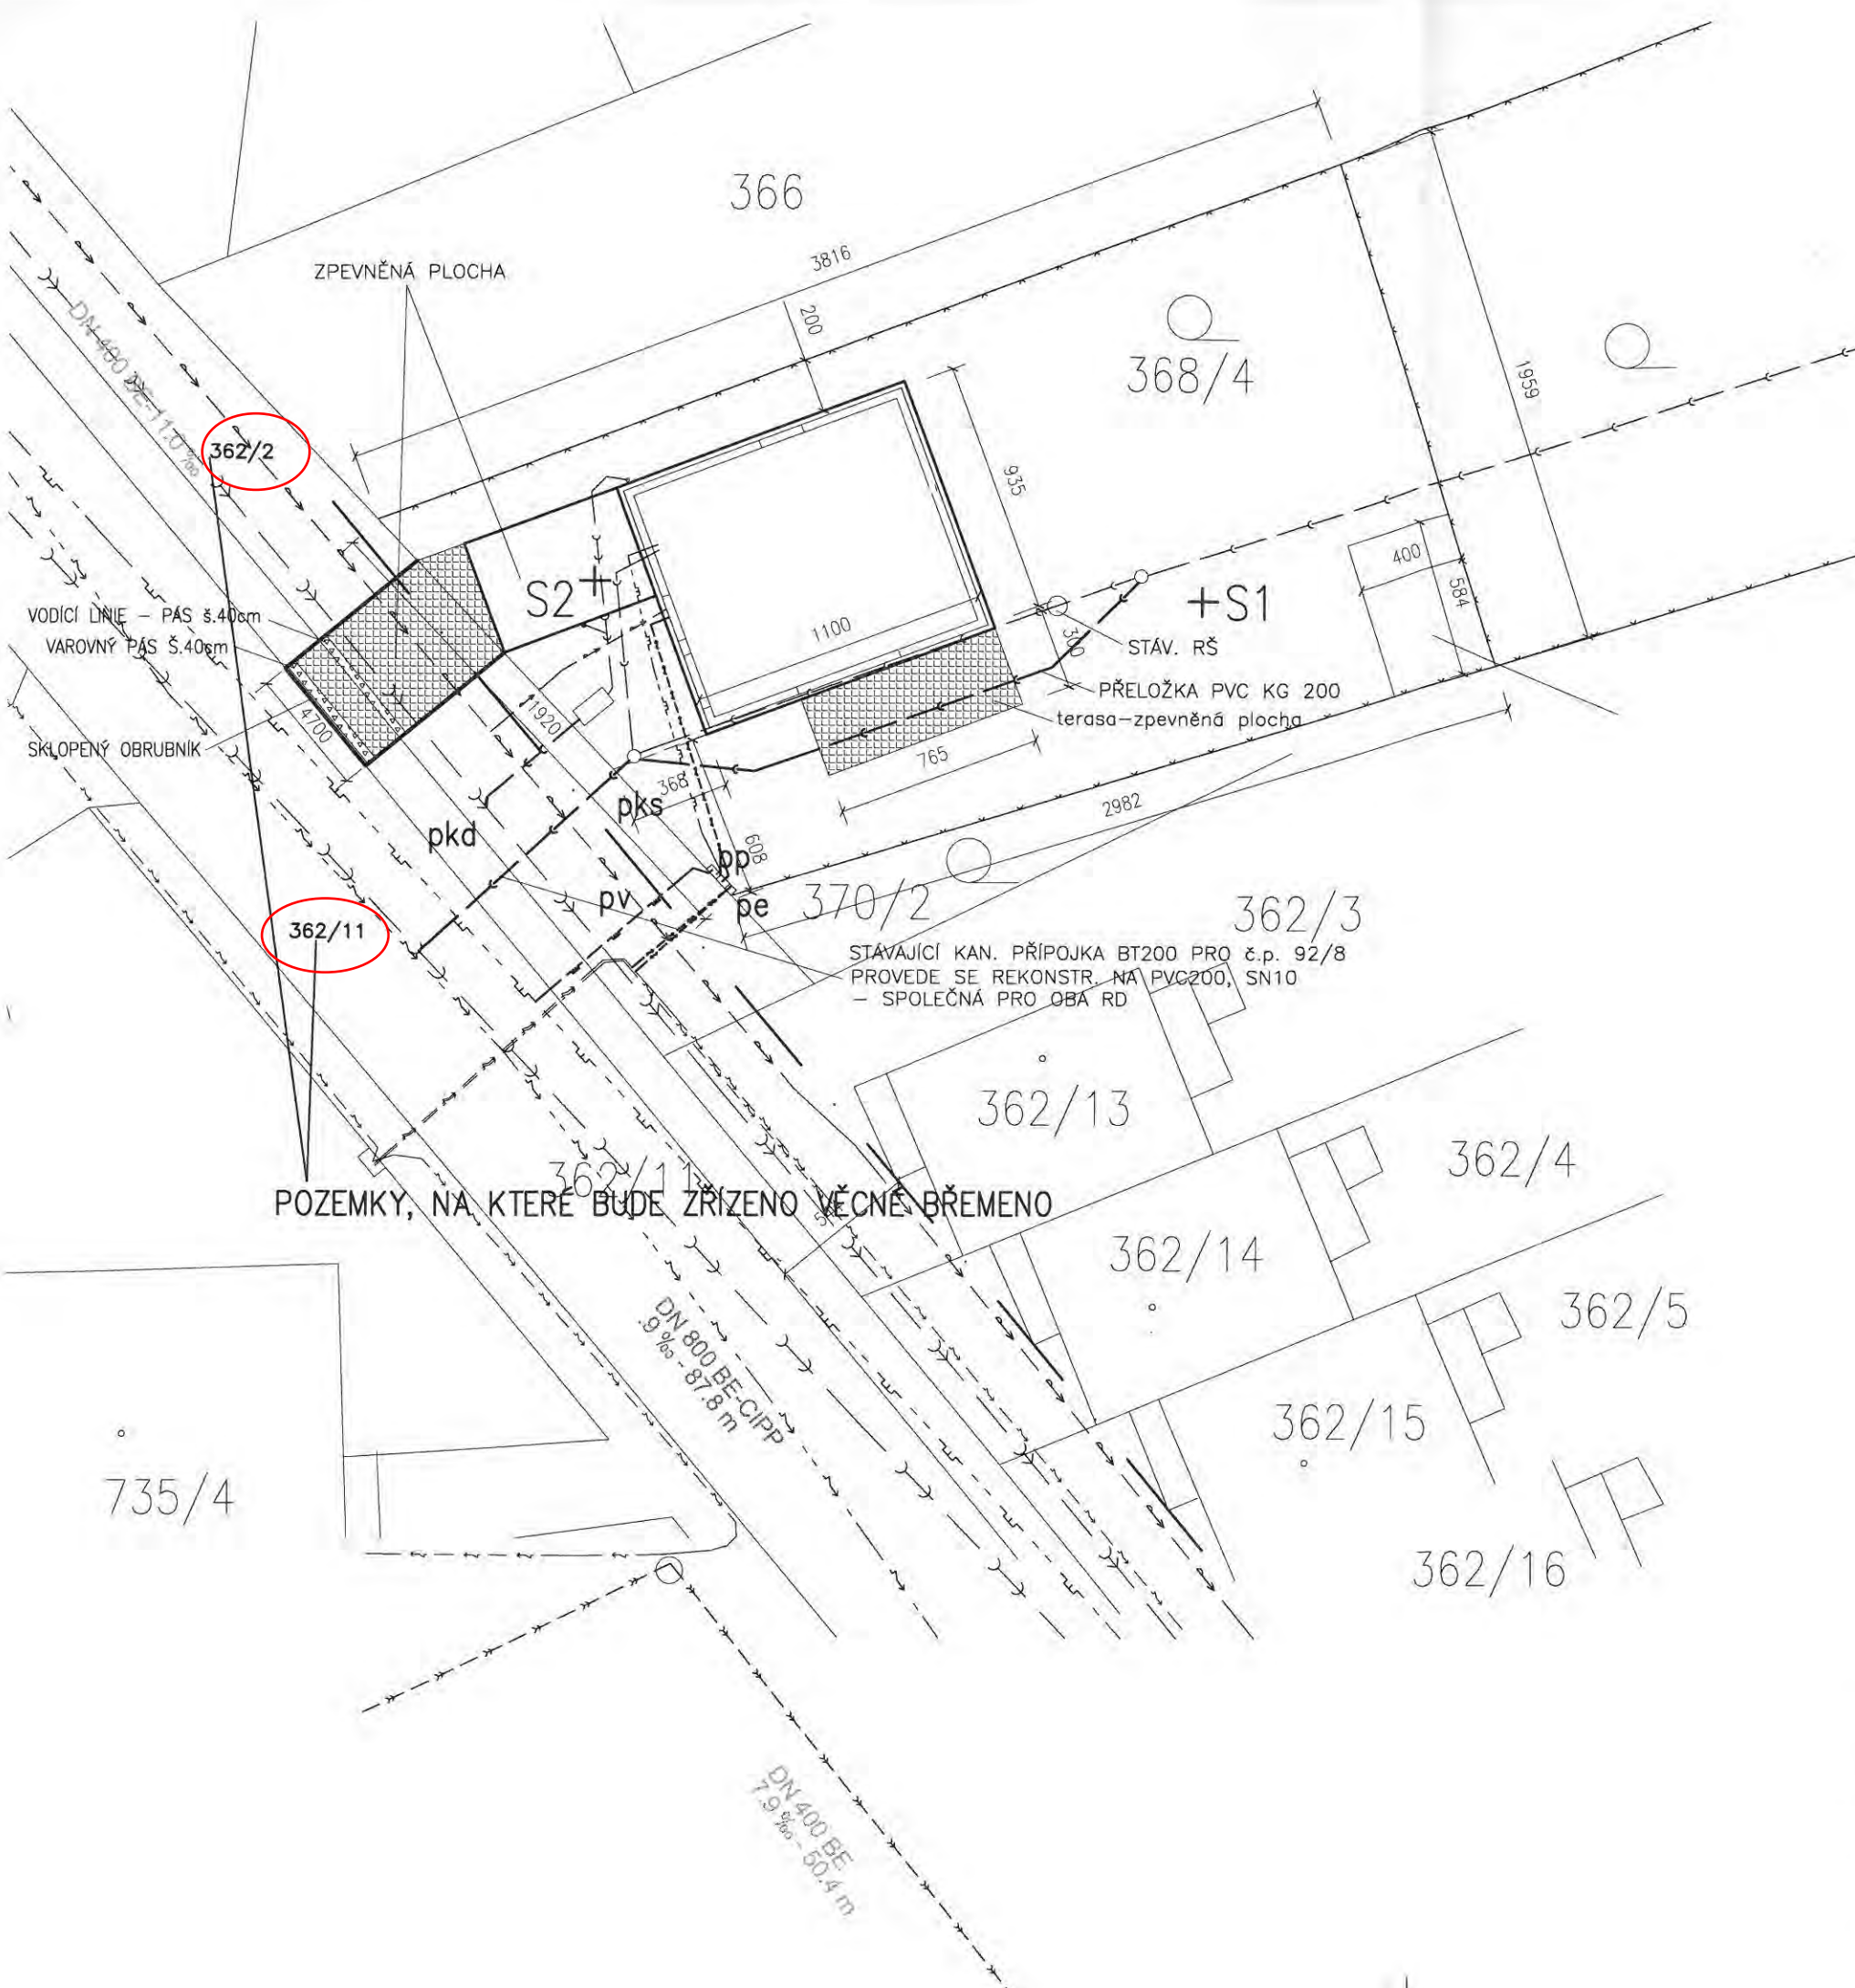 366
3816
ZPEVNĚNÁ PLOCHA
200
368/4
1959
362/2
935
400
584
S2
+S1
VODÍCÍ LINIE – PÁS š.40cm
VAROVNÝ PÁS Š.40cm
1100
300
STÁV. RŠ
PŘELOŽKA PVC KG 200
terasa–zpevněná plocha
4700
1920
SKLOPENÝ OBRUBNÍK
765
368
2982
pks
pkd
608
pp
pv
pe
370/2
362/3
362/11
STÁVAJÍCÍ KAN. PŘÍPOJKA BT200 PRO č.p. 92/8
PROVEDE SE REKONSTR. NA PVC200, SN10
– SPOLEČNÁ PRO OBA RD
362/13
362/4
362/11
POZEMKY, NA KTERÉ BUDE ZŘÍZENO VĚCNÉ BŘEMENO
362/14
362/5
DN 800 BE-CIPP
.9 ‰ - 87.8 m
362/15
735/4
362/16
DN 400 BE
7.9 ‰ - 50.4 m